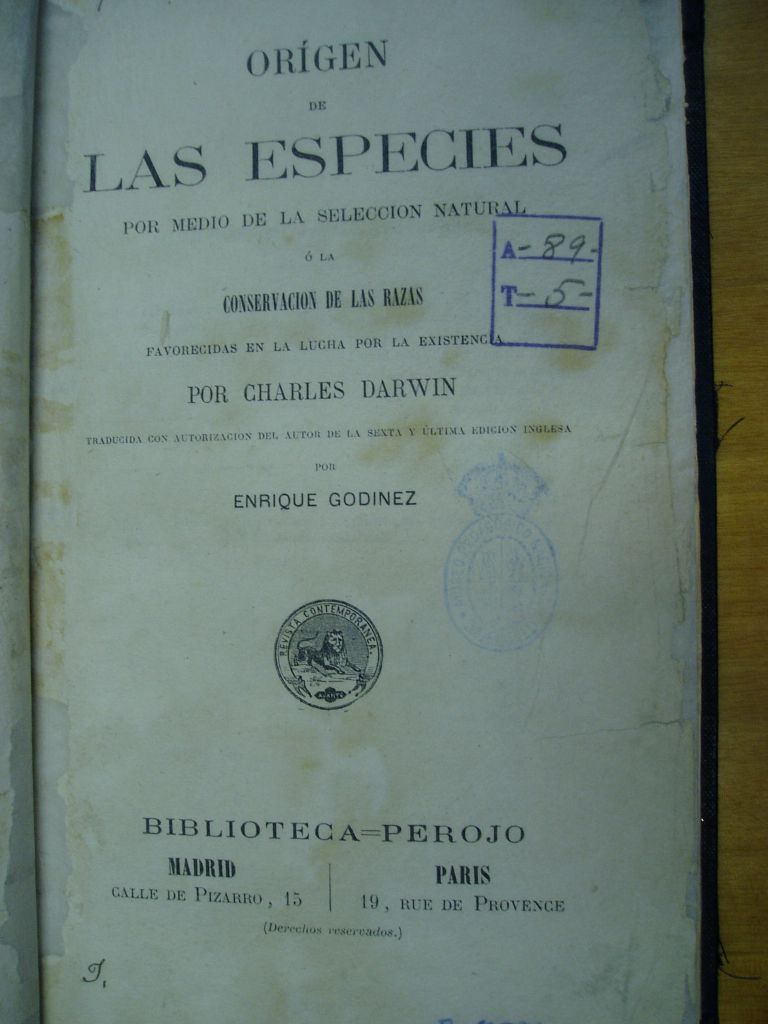 ORÍGEN
DE
LAS ESPECIES
POR MEDIO DE LA SELECCION NATURAL
Ó LA
CONSERVACION DE LAS RAZAS
FAVORECIDAS EN LA LUCHA POR LA EXISTENCIA
POR CHARLES DARWIN
TRADUCIDA CON AUTORIZACION DEL AUTOR DE LA SEXTA Y ÚLTIMA EDICION INGLESA
POR
ENRIQUE GODINEZ
A-89-
T-5-
REVISTA CONTEMPORÁNEA.
BIBLIOTECA=PEROJO
MADRID
CALLE DE PIZARRO, 15
PARIS
19, RUE DE PROVENCE
(Derechos reservados.)